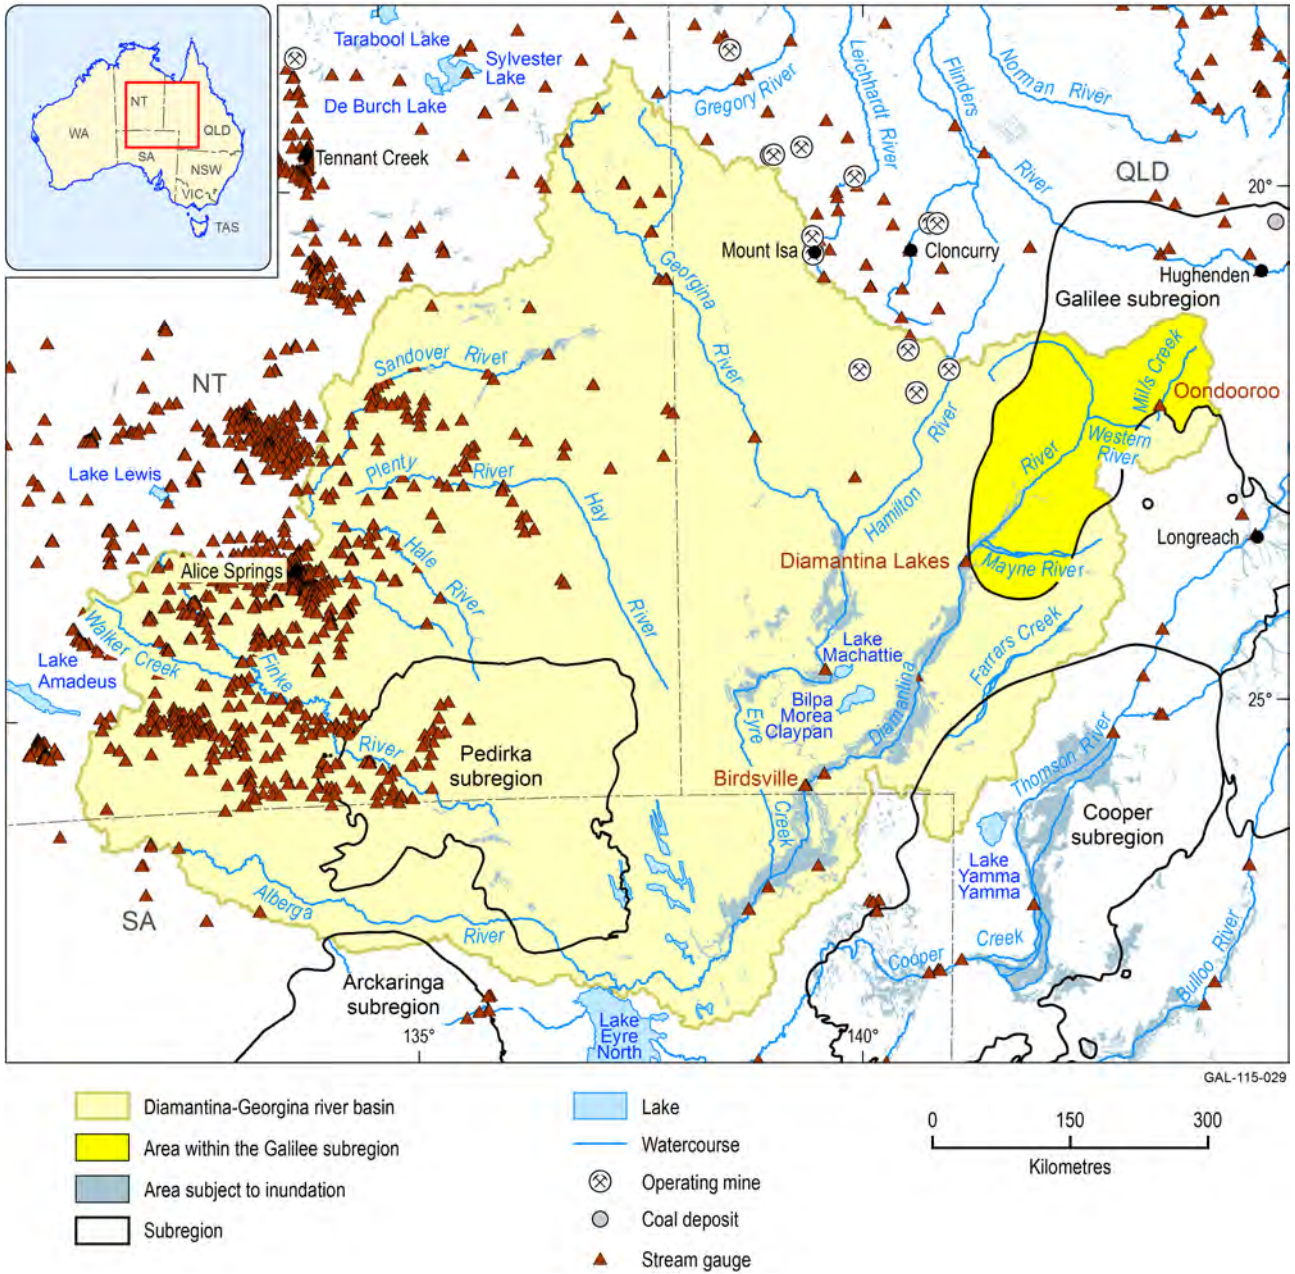 NT
WA
QLD
SA
NSW
VIC
TAS
Tarabool Lake
Sylvester
Lake
De Burch Lake
Tennant Creek
Gregory River
Leichhardt River
Flinders
River
Norman River
QLD
20°
Mount Isa
Cloncurry
Hughenden
Galilee subregion
Georgina
River
Sandover River
NT
Mills Creek
Oondooroo
Western
River
River
Hamilton
River
Lake Lewis
Plenty River
Hay
River
Hale
River
Longreach
Alice Springs
Diamantina Lakes
Mayne River
Walker Creek
Finke
River
Lake
Amadeus
Farrars Creek
Lake
Machattie
Bilpa
Morea
Claypan
Diamantina
Eyre
Creek
25°
Pedirka
subregion
Birdsville
Thomson River
Cooper
subregion
Lake
Yamma
Yamma
SA
Alberga
River
Cooper Creek
Bulloo River
Arckaringa
subregion
135°
Lake
Eyre
North
140°
GAL-115-029
Diamantina-Georgina river basin
Area within the Galilee subregion
Area subject to inundation
Subregion
Lake
Watercourse
Operating mine
Coal deposit
Stream gauge
0 150 300
Kilometres